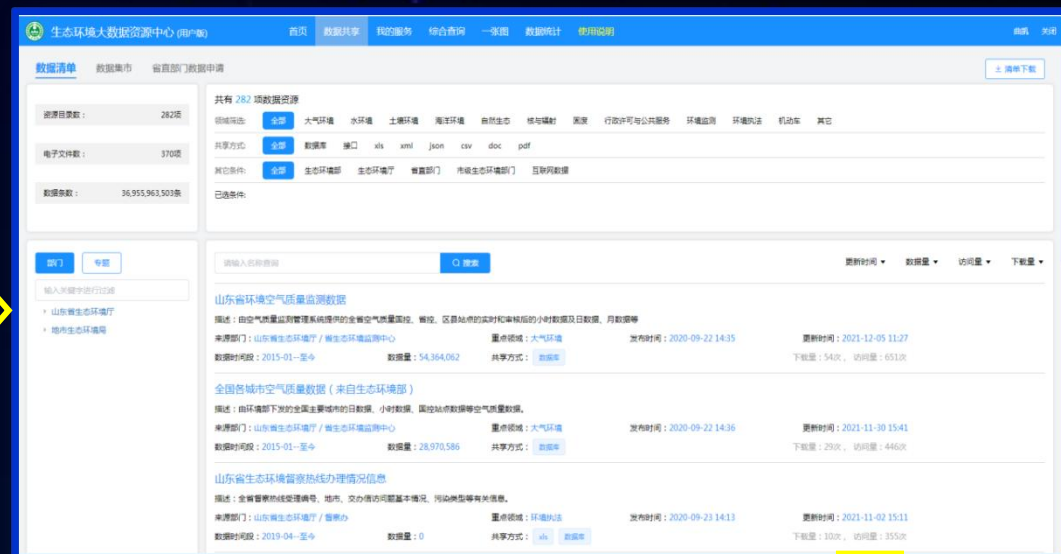 生态环境大数据资源中心 (用户版) 首页 数据共享 我的服务 综合查询 一张图 数据统计 使用说明 曲凯 关闭
数据清单 数据集市 省直部门数据申请 清单下载
资源目录数： 282项
电子文件数： 370项
数据条数： 36,955,963,503条
共有 282 项数据资源
领域筛选: 全部 大气环境 水环境 土壤环境 海洋环境 自然生态 核与辐射 固废 行政许可与公共服务 环境监测 环境执法 机动车 其它
共享方式: 全部 数据库 接口 xls xml json csv doc pdf
其它条件: 全部 生态环境部 生态环境厅 省直部门 市级生态环境部门 互联网数据
已选条件:
部门 专题
输入关键字进行过滤
山东省生态环境厅
地市生态环境局
请输入名称查询 搜索 更新时间 数据量 访问量 下载量
山东省环境空气质量监测数据
描述：由空气质量监测管理系统提供的全省空气质量国控、省控、区县站点的实时和审核后的小时数据及日数据、月数据等
来源部门：山东省生态环境厅 / 省生态环境监测中心 重点领域：大气环境 发布时间：2020-09-22 14:35 更新时间：2021-12-05 11:27
数据时间段：2015-01--至今 数据量：54,364,062 共享方式： 数据库 下载量：54次， 访问量：651次
全国各城市空气质量数据（来自生态环境部）
描述：由环境部下发的全国主要城市的日数据、小时数据、国控站点数据等空气质量数据。
来源部门：山东省生态环境厅 / 省生态环境监测中心 重点领域：大气环境 发布时间：2020-09-22 14:36 更新时间：2021-11-30 15:41
数据时间段：2015-01--至今 数据量：28,970,586 共享方式： 数据库 下载量：29次， 访问量：446次
山东省生态环境督察热线办理情况信息
描述：全省督察热线受理编号、地市、交办信访问题基本情况、污染类型等有关信息。
来源部门：山东省生态环境厅 / 督察办 重点领域：环境执法 发布时间：2020-09-23 14:13 更新时间：2021-11-02 15:11
数据时间段：2019-04--至今 数据量：0 共享方式： xls 数据库 下载量：10次， 访问量：355次